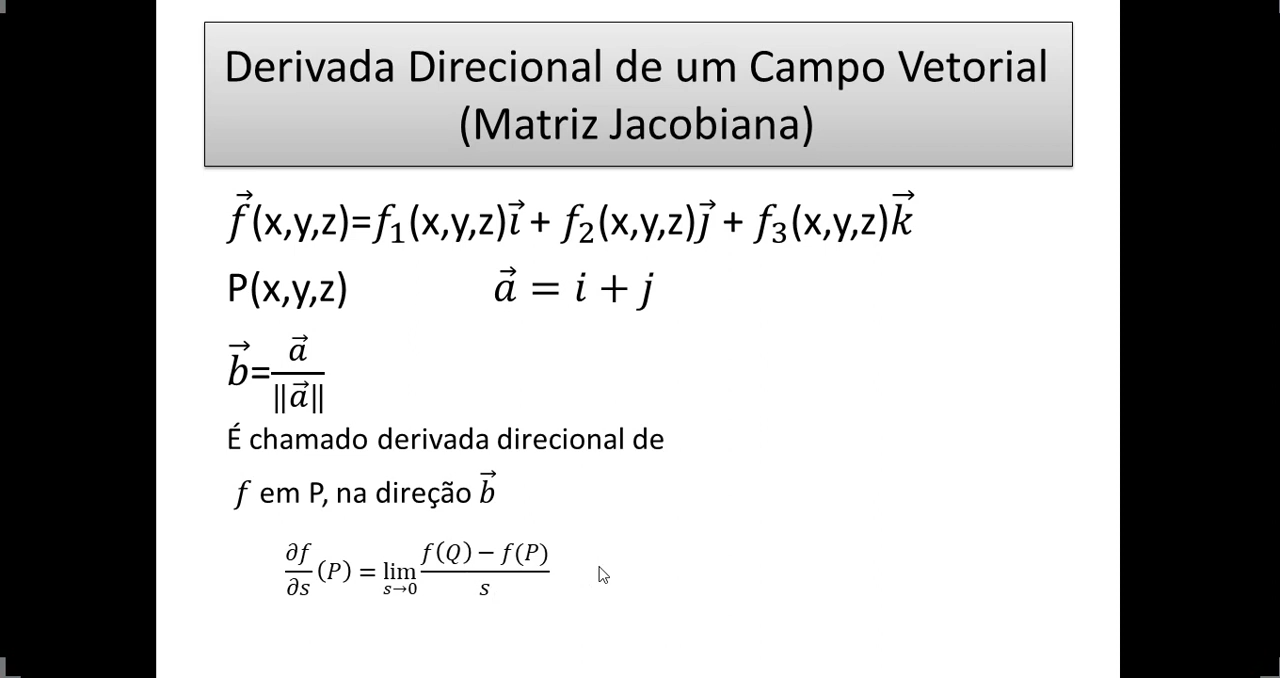 Derivada Direcional de um Campo Vetorial
(Matriz Jacobiana)
f⃗(x,y,z)=f₁(x,y,z)i⃗ + f₂(x,y,z)j⃗ + f₃(x,y,z)k⃗
P(x,y,z) a⃗ = i + j
b⃗=a⃗/‖a⃗‖
É chamado derivada direcional de
f em P, na direção b⃗
∂f/∂s (P) = lim s→0 f(Q) − f(P)/s